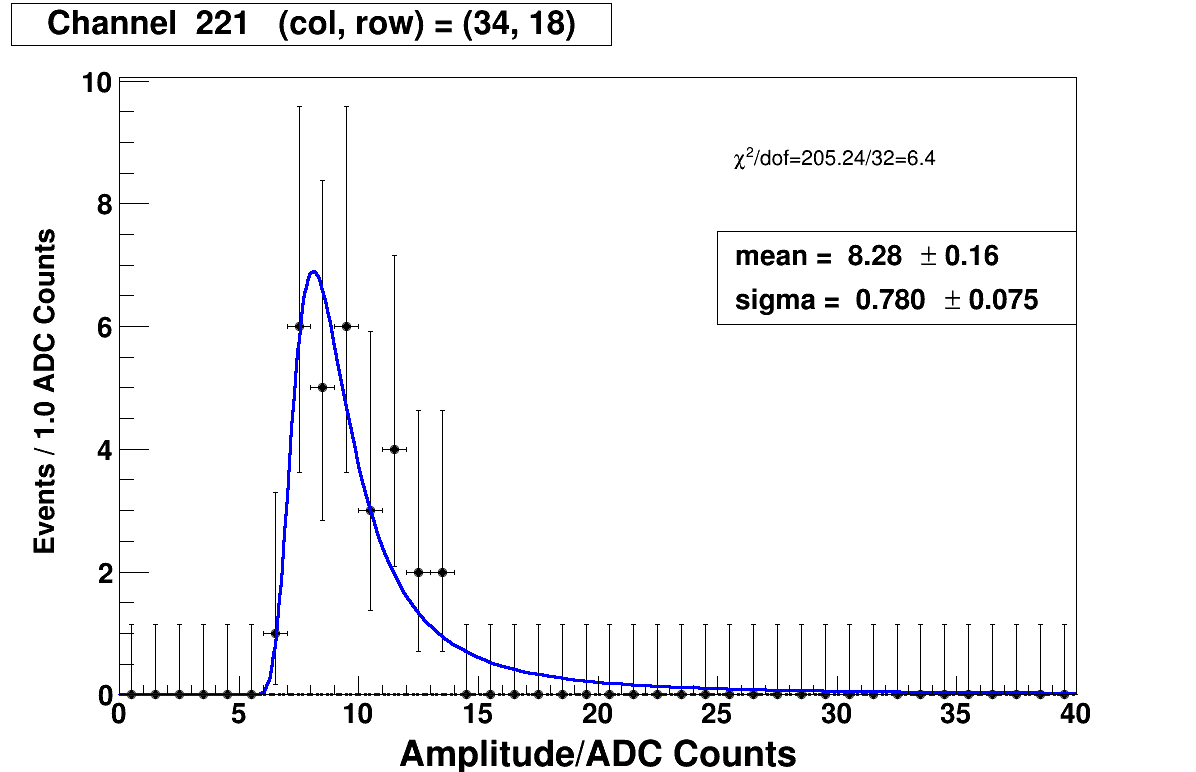 Channel 221 (col, row) = (34, 18)
10
8
6
4
2
0
Events / 1.0 ADC Counts
χ²/dof=205.24/32=6.4
mean = 8.28 ± 0.16
sigma = 0.780 ± 0.075
0 5 10 15 20 25 30 35 40
Amplitude/ADC Counts